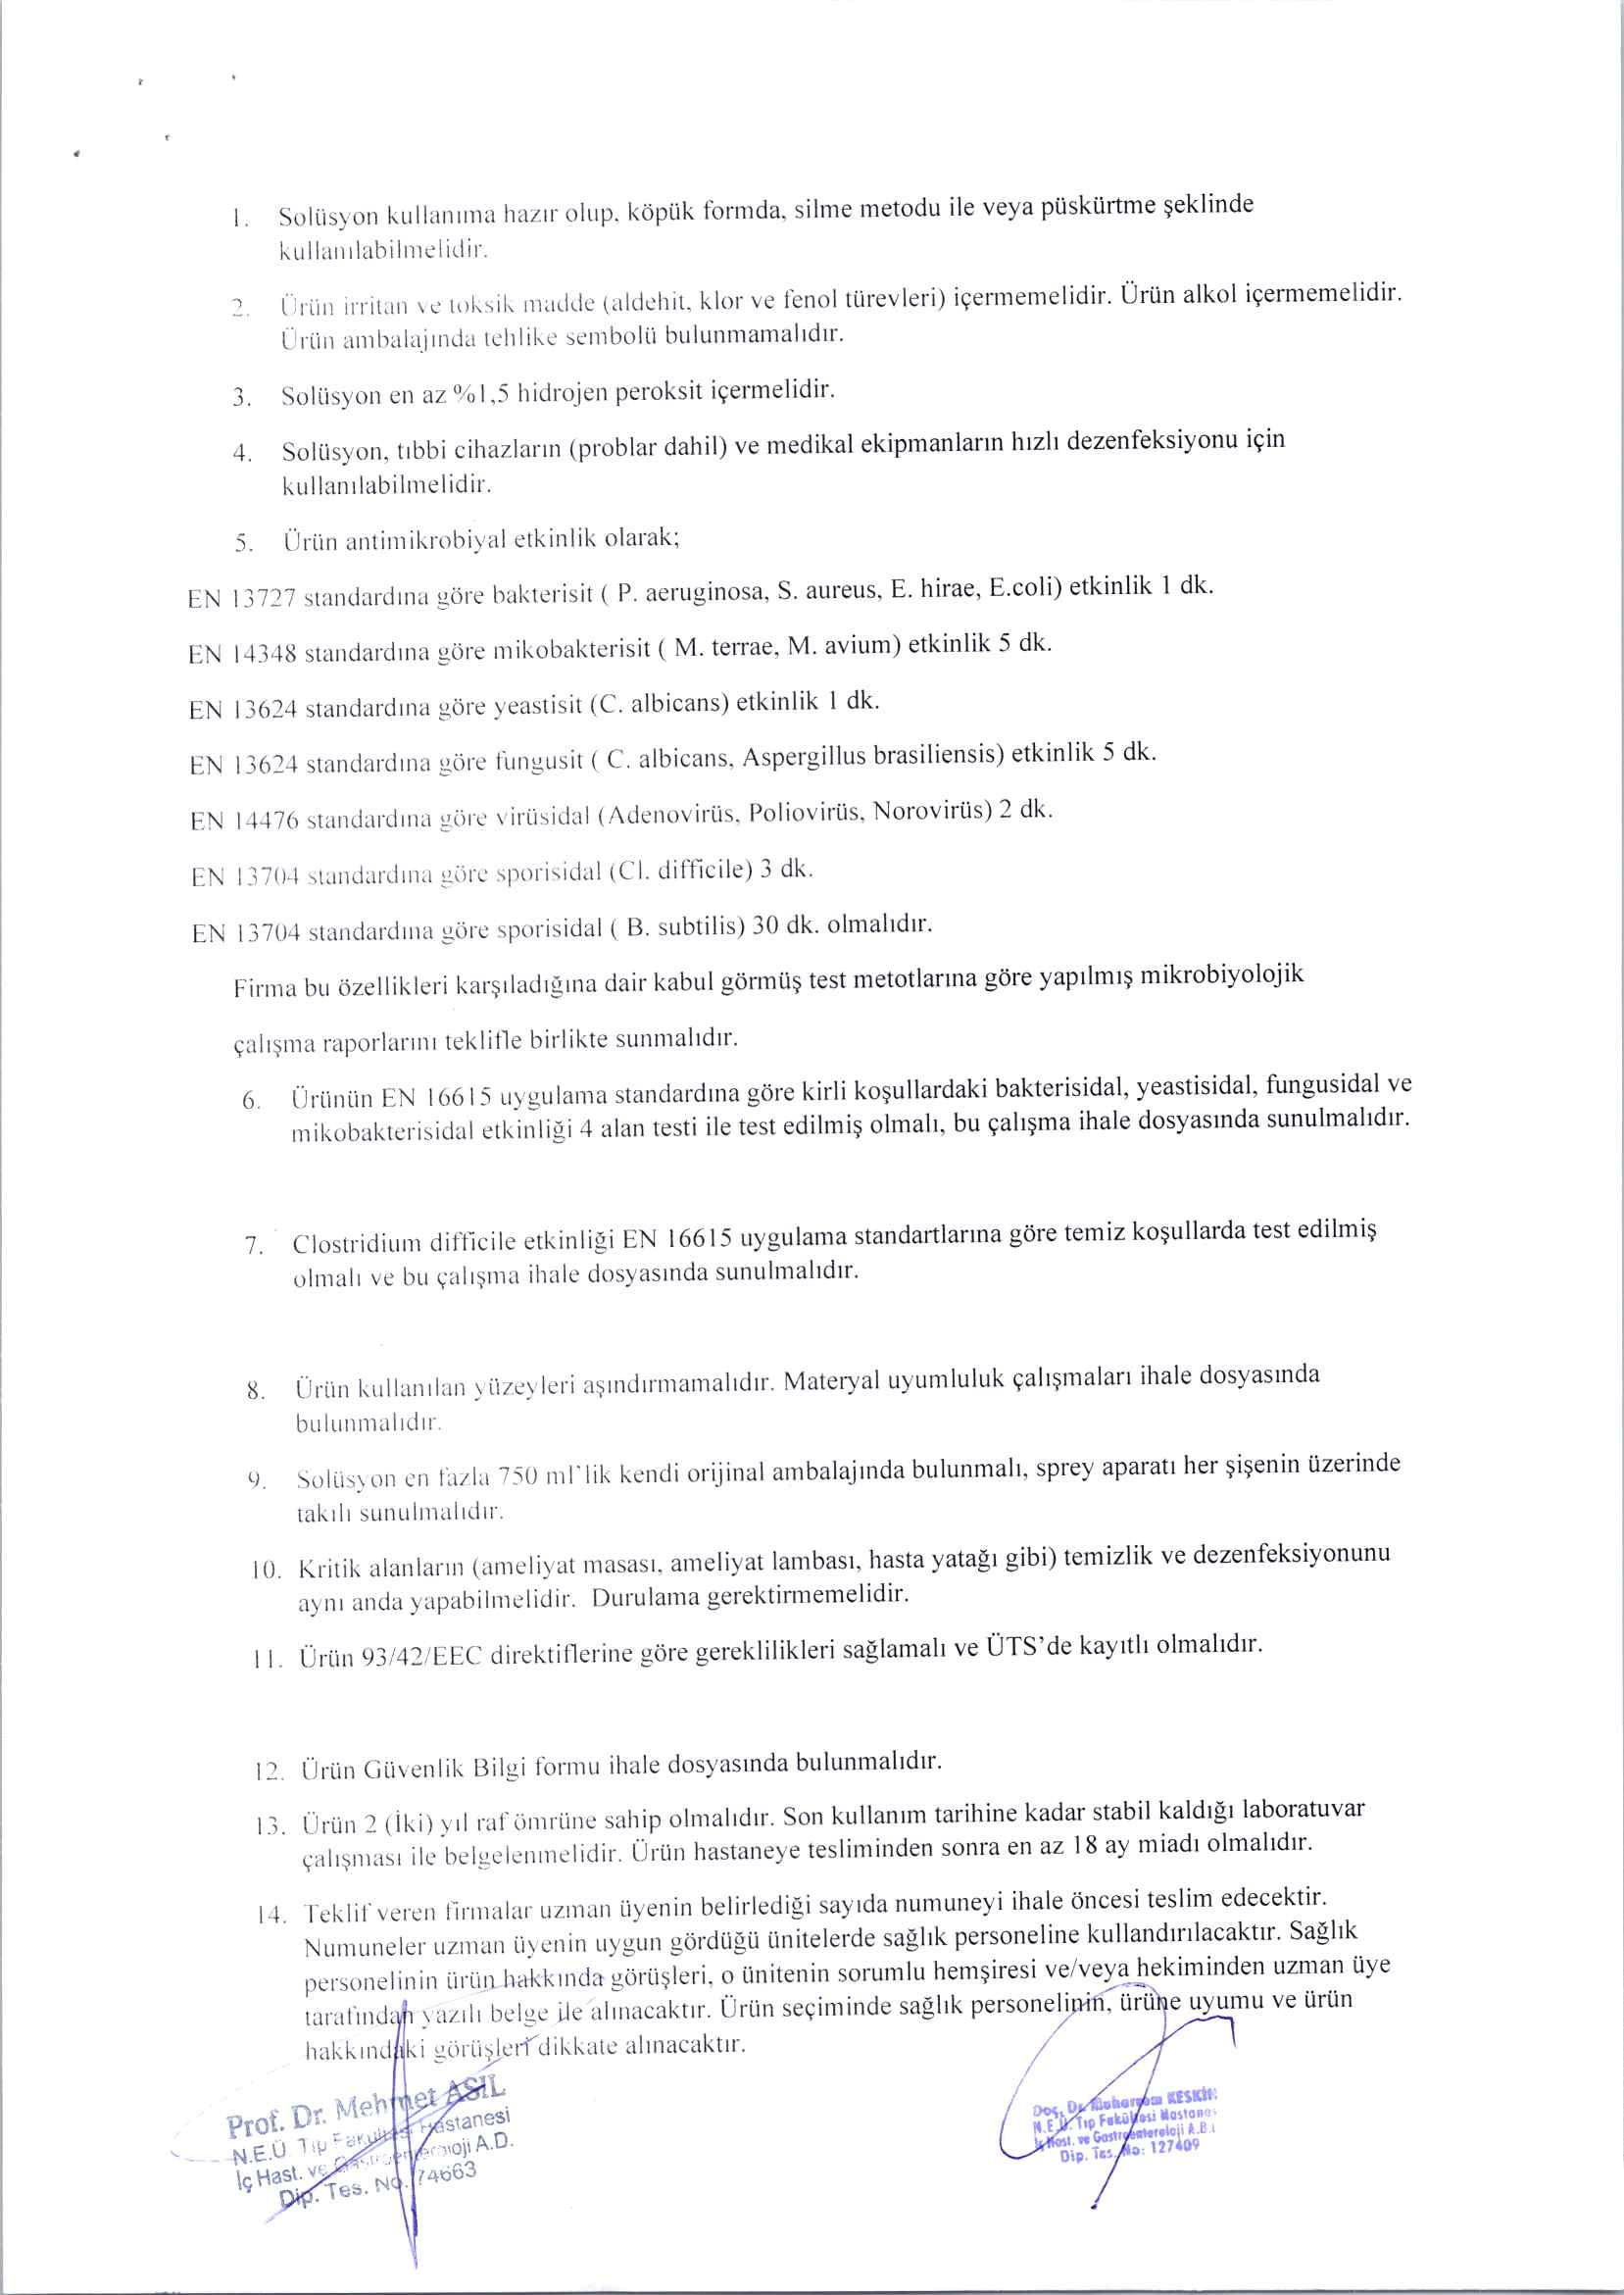 1. Solüsyon kullanıma hazır olup, köpük formda, silme metodu ile veya püskürtme şeklinde
kullanılabilmelidir.
2. Ürün irritan ve toksik madde (aldehit, klor ve fenol türevleri) içermemelidir. Ürün alkol içermemelidir.
Ürün ambalajında tehlike sembolü bulunmamalıdır.
3. Solüsyon en az %1,5 hidrojen peroksit içermelidir.
4. Solüsyon, tıbbi cihazların (problar dahil) ve medikal ekipmanların hızlı dezenfeksiyonu için
kullanılabilmelidir.
5. Ürün antimikrobiyal etkinlik olarak;
EN 13727 standardına göre bakterisit ( P. aeruginosa, S. aureus, E. hirae, E.coli) etkinlik 1 dk.
EN 14348 standardına göre mikobakterisit ( M. terrae, M. avium) etkinlik 5 dk.
EN 13624 standardına göre yeastisit (C. albicans) etkinlik 1 dk.
EN 13624 standardına göre fungusit ( C. albicans, Aspergillus brasiliensis) etkinlik 5 dk.
EN 14476 standardına göre virüsidal (Adenovirüs, Poliovirüs, Norovirüs) 2 dk.
EN 13704 standardına göre sporisidal (Cl. difficile) 3 dk.
EN 13704 standardına göre sporisidal ( B. subtilis) 30 dk. olmalıdır.
Firma bu özellikleri karşıladığına dair kabul görmüş test metotlarına göre yapılmış mikrobiyolojik
çalışma raporlarını teklifle birlikte sunmalıdır.
6. Ürünün EN 16615 uygulama standardına göre kirli koşullardaki bakterisidal, yeastisidal, fungusidal ve
mikobakterisidal etkinliği 4 alan testi ile test edilmiş olmalı, bu çalışma ihale dosyasında sunulmalıdır.
7. Clostridium difficile etkinliği EN 16615 uygulama standartlarına göre temiz koşullarda test edilmiş
olmalı ve bu çalışma ihale dosyasında sunulmalıdır.
8. Ürün kullanılan yüzeyleri aşındırmamalıdır. Materyal uyumluluk çalışmaları ihale dosyasında
bulunmalıdır.
9. Solüsyon en fazla 750 ml'lik kendi orijinal ambalajında bulunmalı, sprey aparatı her şişenin üzerinde
takılı sunulmalıdır.
10. Kritik alanların (ameliyat masası, ameliyat lambası, hasta yatağı gibi) temizlik ve dezenfeksiyonunu
aynı anda yapabilmelidir. Durulama gerektirmemelidir.
11. Ürün 93/42/EEC direktiflerine göre gereklilikleri sağlamalı ve ÜTS'de kayıtlı olmalıdır.
12. Ürün Güvenlik Bilgi formu ihale dosyasında bulunmalıdır.
13. Ürün 2 (İki) yıl raf ömrüne sahip olmalıdır. Son kullanım tarihine kadar stabil kaldığı laboratuvar
çalışması ile belgelenmelidir. Ürün hastaneye tesliminden sonra en az 18 ay miadı olmalıdır.
14. Teklif veren firmalar uzman üyenin belirlediği sayıda numuneyi ihale öncesi teslim edecektir.
Numuneler uzman üyenin uygun gördüğü ünitelerde sağlık personeline kullandırılacaktır. Sağlık
personelinin ürün hakkında görüşleri, o ünitenin sorumlu hemşiresi ve/veya hekiminden uzman üye
tarafından yazılı belge ile alınacaktır. Ürün seçiminde sağlık personelinin, ürüne uyumu ve ürün
hakkındaki görüşleri dikkate alınacaktır.
Prof. Dr. Mehmet ASIL
N.E.Ü Tıp Fakültesi Hastanesi
İç Hast. ve Gastroenteroloji A.D.
Dip. Tes. No. 74663
Doç. Dr. Muharrem KESKİN
N.E.Ü. Tıp Fakültesi Hastanesi
İç Hast. ve Gastroenteroloji A.B.
Dip. Tes. No: 127409